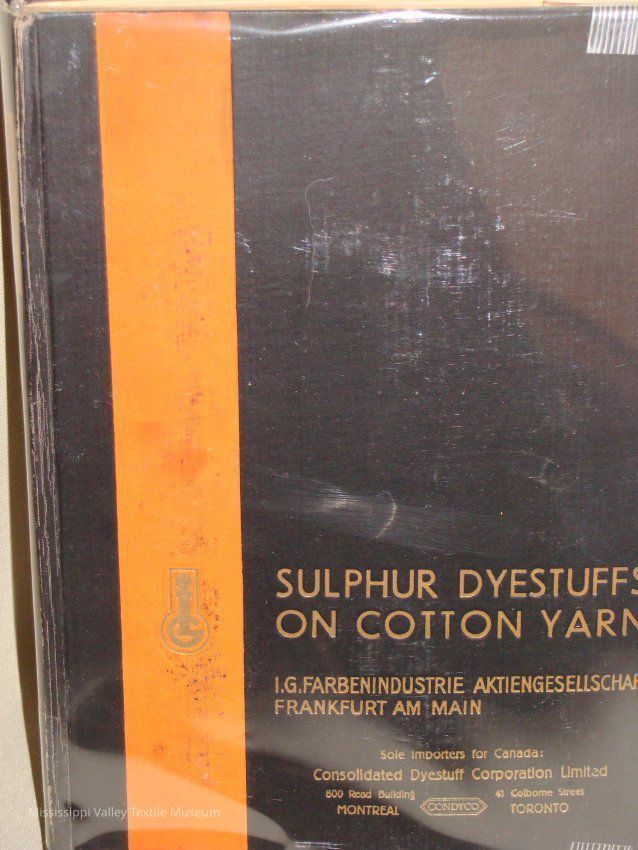 SULPHUR DYESTUFFS
ON COTTON YARN
I.G. FARBENINDUSTRIE AKTIENGESELLSCHAF
FRANKFURT AM MAIN
Sole Importers for Canada:
Consolidated Dyestuff Corporation Limited
500 Read Building 41 Colborne Street
MONTREAL CONDYCO TORONTO
Mississippi Valley Textile Museum